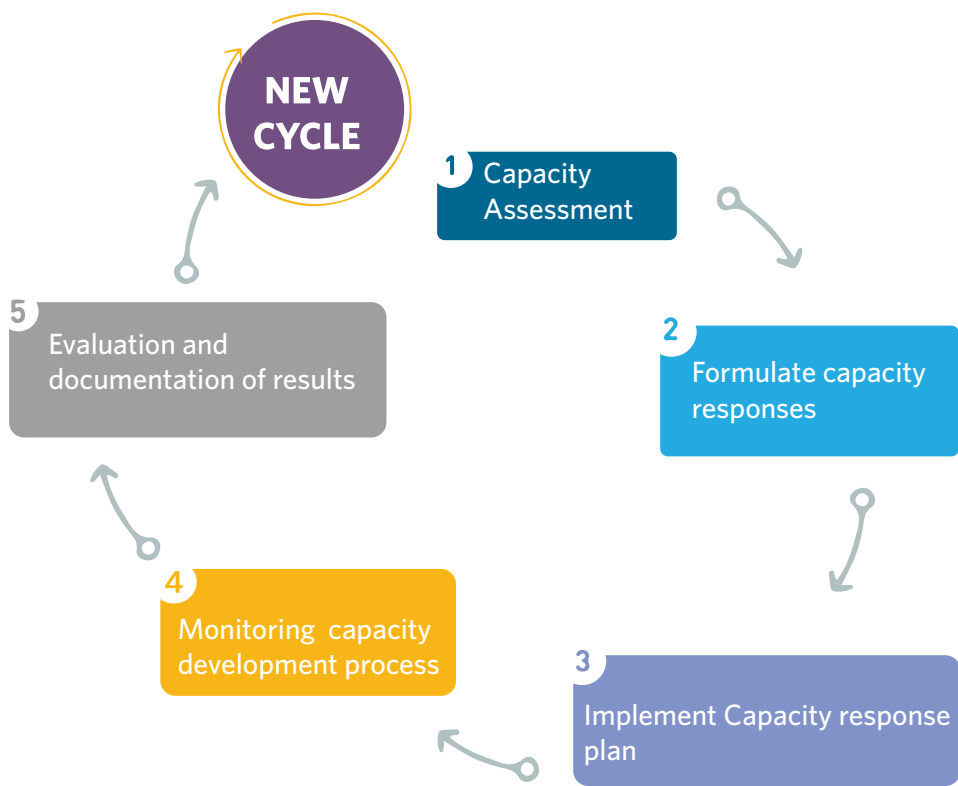 NEW
CYCLE
1
Capacity
Assessment
2
Formulate capacity
responses
3
Implement Capacity response
plan
4
Monitoring capacity
development process
5
Evaluation and
documentation of results